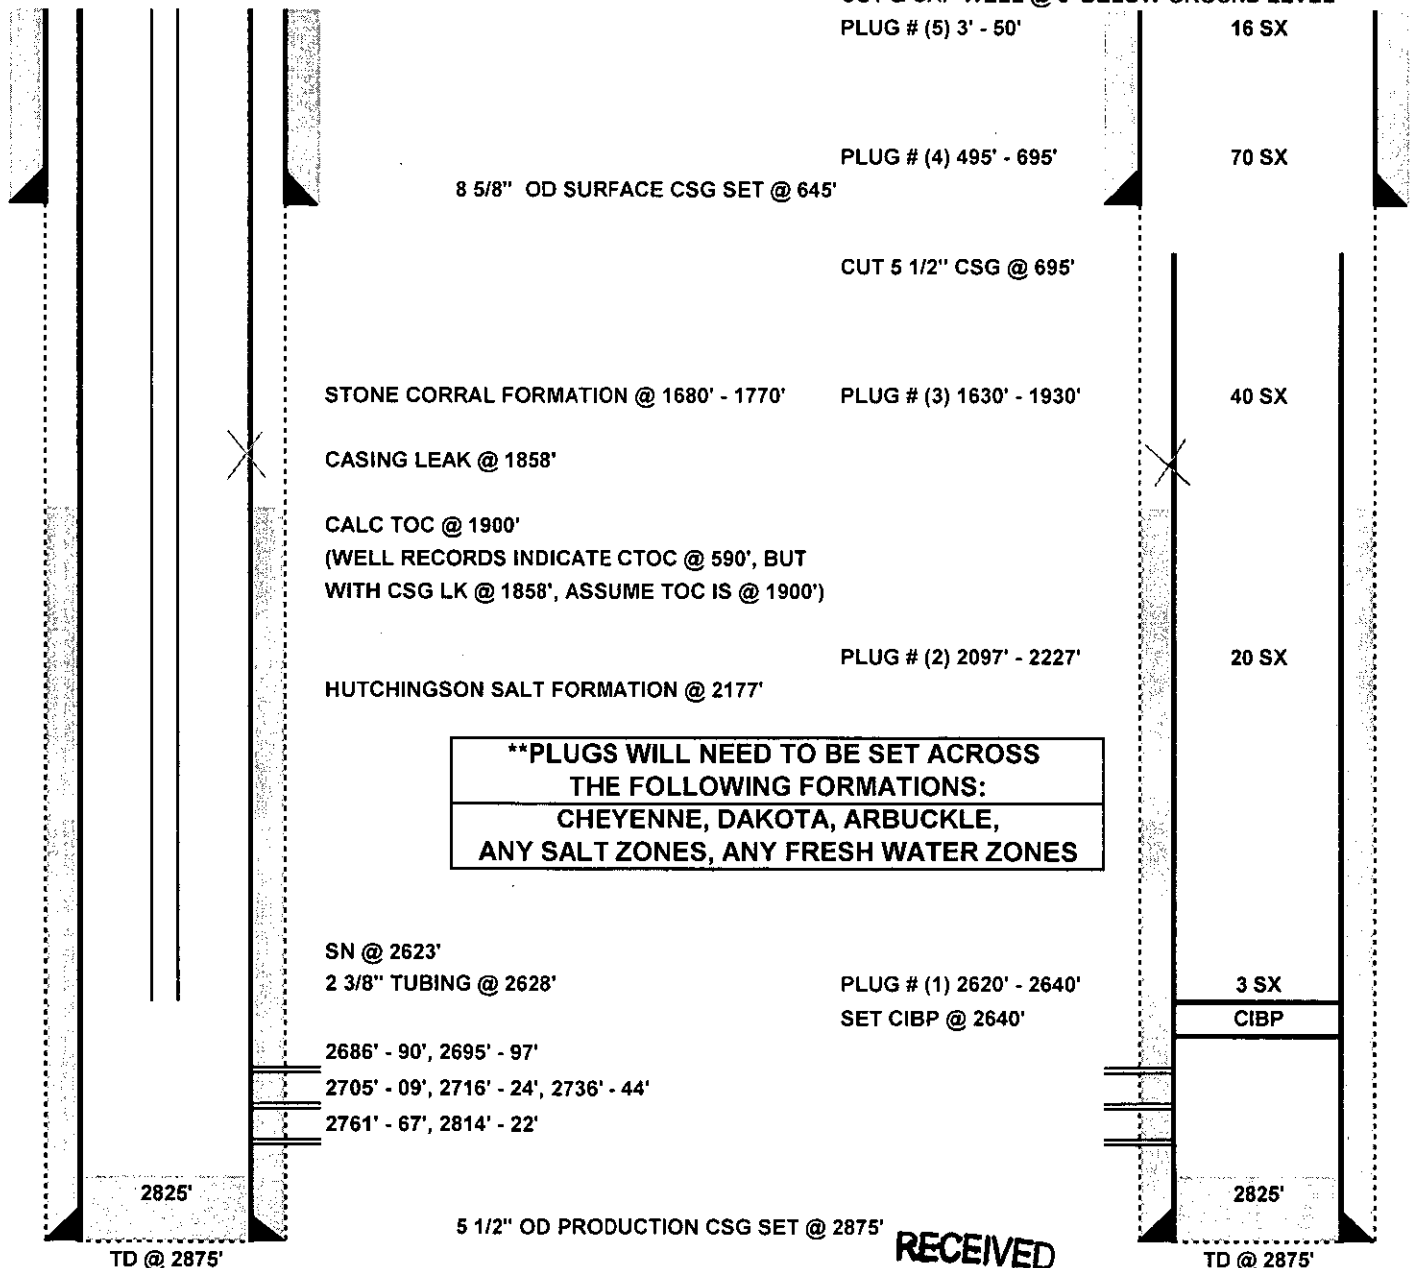 PLUG # (5) 3' - 50' 16 SX
PLUG # (4) 495' - 695' 70 SX
8 5/8" OD SURFACE CSG SET @ 645'
CUT 5 1/2" CSG @ 695'
STONE CORRAL FORMATION @ 1680' - 1770' PLUG # (3) 1630' - 1930' 40 SX
CASING LEAK @ 1858'
CALC TOC @ 1900'
(WELL RECORDS INDICATE CTOC @ 590', BUT
WITH CSG LK @ 1858', ASSUME TOC IS @ 1900')
PLUG # (2) 2097' - 2227' 20 SX
HUTCHINGSON SALT FORMATION @ 2177'
**PLUGS WILL NEED TO BE SET ACROSS
THE FOLLOWING FORMATIONS:
CHEYENNE, DAKOTA, ARBUCKLE,
ANY SALT ZONES, ANY FRESH WATER ZONES
SN @ 2623'
2 3/8" TUBING @ 2628' PLUG # (1) 2620' - 2640' 3 SX
SET CIBP @ 2640' CIBP
2686' - 90', 2695' - 97'
2705' - 09', 2716' - 24', 2736' - 44'
2761' - 67', 2814' - 22'
2825' 2825'
5 1/2" OD PRODUCTION CSG SET @ 2875'
RECEIVED
TD @ 2875' TD @ 2875'